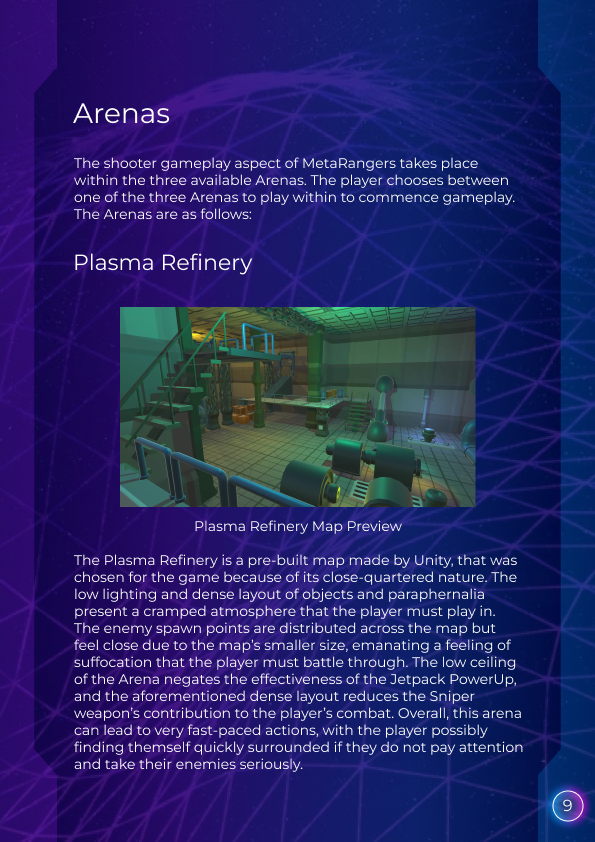 Arenas
The shooter gameplay aspect of MetaRangers takes place
within the three available Arenas. The player chooses between
one of the three Arenas to play within to commence gameplay.
The Arenas are as follows:
Plasma Refinery
Plasma Refinery Map Preview
The Plasma Refinery is a pre-built map made by Unity, that was
chosen for the game because of its close-quartered nature. The
low lighting and dense layout of objects and paraphernalia
present a cramped atmosphere that the player must play in.
The enemy spawn points are distributed across the map but
feel close due to the map’s smaller size, emanating a feeling of
suffocation that the player must battle through. The low ceiling
of the Arena negates the effectiveness of the Jetpack PowerUp,
and the aforementioned dense layout reduces the Sniper
weapon’s contribution to the player’s combat. Overall, this arena
can lead to very fast-paced actions, with the player possibly
finding themself quickly surrounded if they do not pay attention
and take their enemies seriously.
9